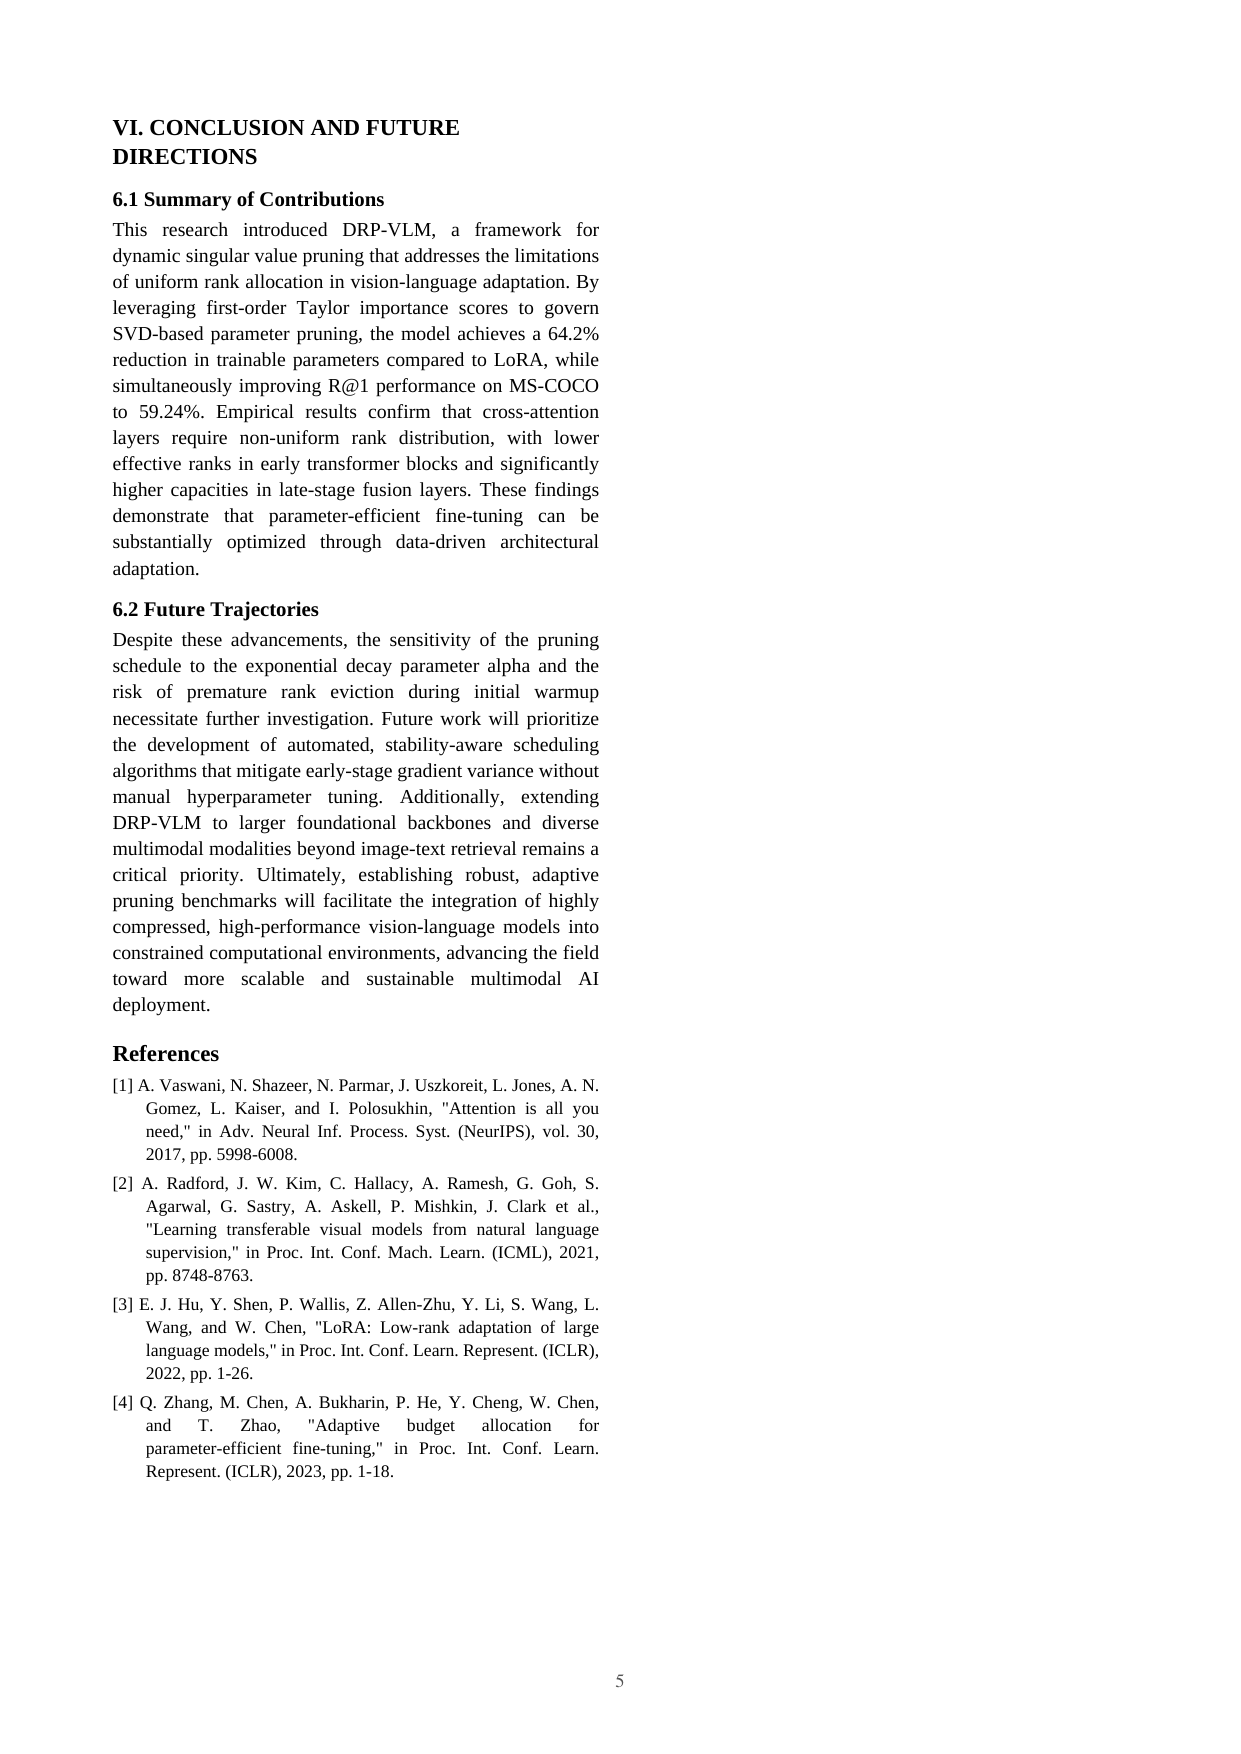 VI. CONCLUSION AND FUTURE
DIRECTIONS
6.1 Summary of Contributions
This research introduced DRP-VLM, a framework for
dynamic singular value pruning that addresses the limitations
of uniform rank allocation in vision-language adaptation. By
leveraging first-order Taylor importance scores to govern
SVD-based parameter pruning, the model achieves a 64.2%
reduction in trainable parameters compared to LoRA, while
simultaneously improving R@1 performance on MS-COCO
to 59.24%. Empirical results confirm that cross-attention
layers require non-uniform rank distribution, with lower
effective ranks in early transformer blocks and significantly
higher capacities in late-stage fusion layers. These findings
demonstrate that parameter-efficient fine-tuning can be
substantially optimized through data-driven architectural
adaptation.
6.2 Future Trajectories
Despite these advancements, the sensitivity of the pruning
schedule to the exponential decay parameter alpha and the
risk of premature rank eviction during initial warmup
necessitate further investigation. Future work will prioritize
the development of automated, stability-aware scheduling
algorithms that mitigate early-stage gradient variance without
manual hyperparameter tuning. Additionally, extending
DRP-VLM to larger foundational backbones and diverse
multimodal modalities beyond image-text retrieval remains a
critical priority. Ultimately, establishing robust, adaptive
pruning benchmarks will facilitate the integration of highly
compressed, high-performance vision-language models into
constrained computational environments, advancing the field
toward more scalable and sustainable multimodal AI
deployment.
References
[1] A. Vaswani, N. Shazeer, N. Parmar, J. Uszkoreit, L. Jones, A. N.
Gomez, L. Kaiser, and I. Polosukhin, "Attention is all you
need," in Adv. Neural Inf. Process. Syst. (NeurIPS), vol. 30,
2017, pp. 5998-6008.
[2] A. Radford, J. W. Kim, C. Hallacy, A. Ramesh, G. Goh, S.
Agarwal, G. Sastry, A. Askell, P. Mishkin, J. Clark et al.,
"Learning transferable visual models from natural language
supervision," in Proc. Int. Conf. Mach. Learn. (ICML), 2021,
pp. 8748-8763.
[3] E. J. Hu, Y. Shen, P. Wallis, Z. Allen-Zhu, Y. Li, S. Wang, L.
Wang, and W. Chen, "LoRA: Low-rank adaptation of large
language models," in Proc. Int. Conf. Learn. Represent. (ICLR),
2022, pp. 1-26.
[4] Q. Zhang, M. Chen, A. Bukharin, P. He, Y. Cheng, W. Chen,
and T. Zhao, "Adaptive budget allocation for
parameter-efficient fine-tuning," in Proc. Int. Conf. Learn.
Represent. (ICLR), 2023, pp. 1-18.
5